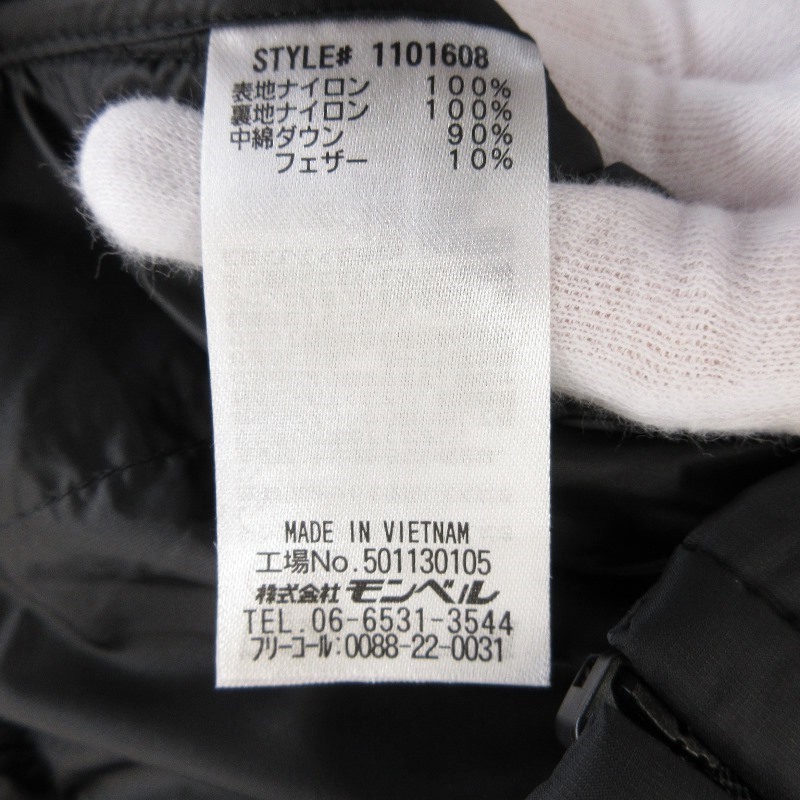 STYLE# 1101608
表地ナイロン 100%
裏地ナイロン 100%
中綿ダウン 90%
フェザー 10%
MADE IN VIETNAM
工場No.501130105
株式会社 モンベル
TEL.06-6531-3544
フリーコール:0088-22-0031